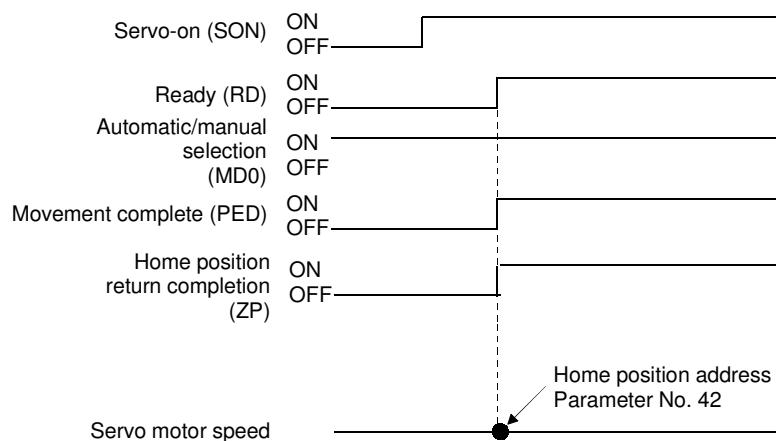 Servo-on (SON)
ON
OFF
Ready (RD)
ON
OFF
Automatic/manual
selection
(MD0)
ON
OFF
Movement complete (PED)
ON
OFF
Home position
return completion
(ZP)
ON
OFF
Home position address
Parameter No. 42
Servo motor speed